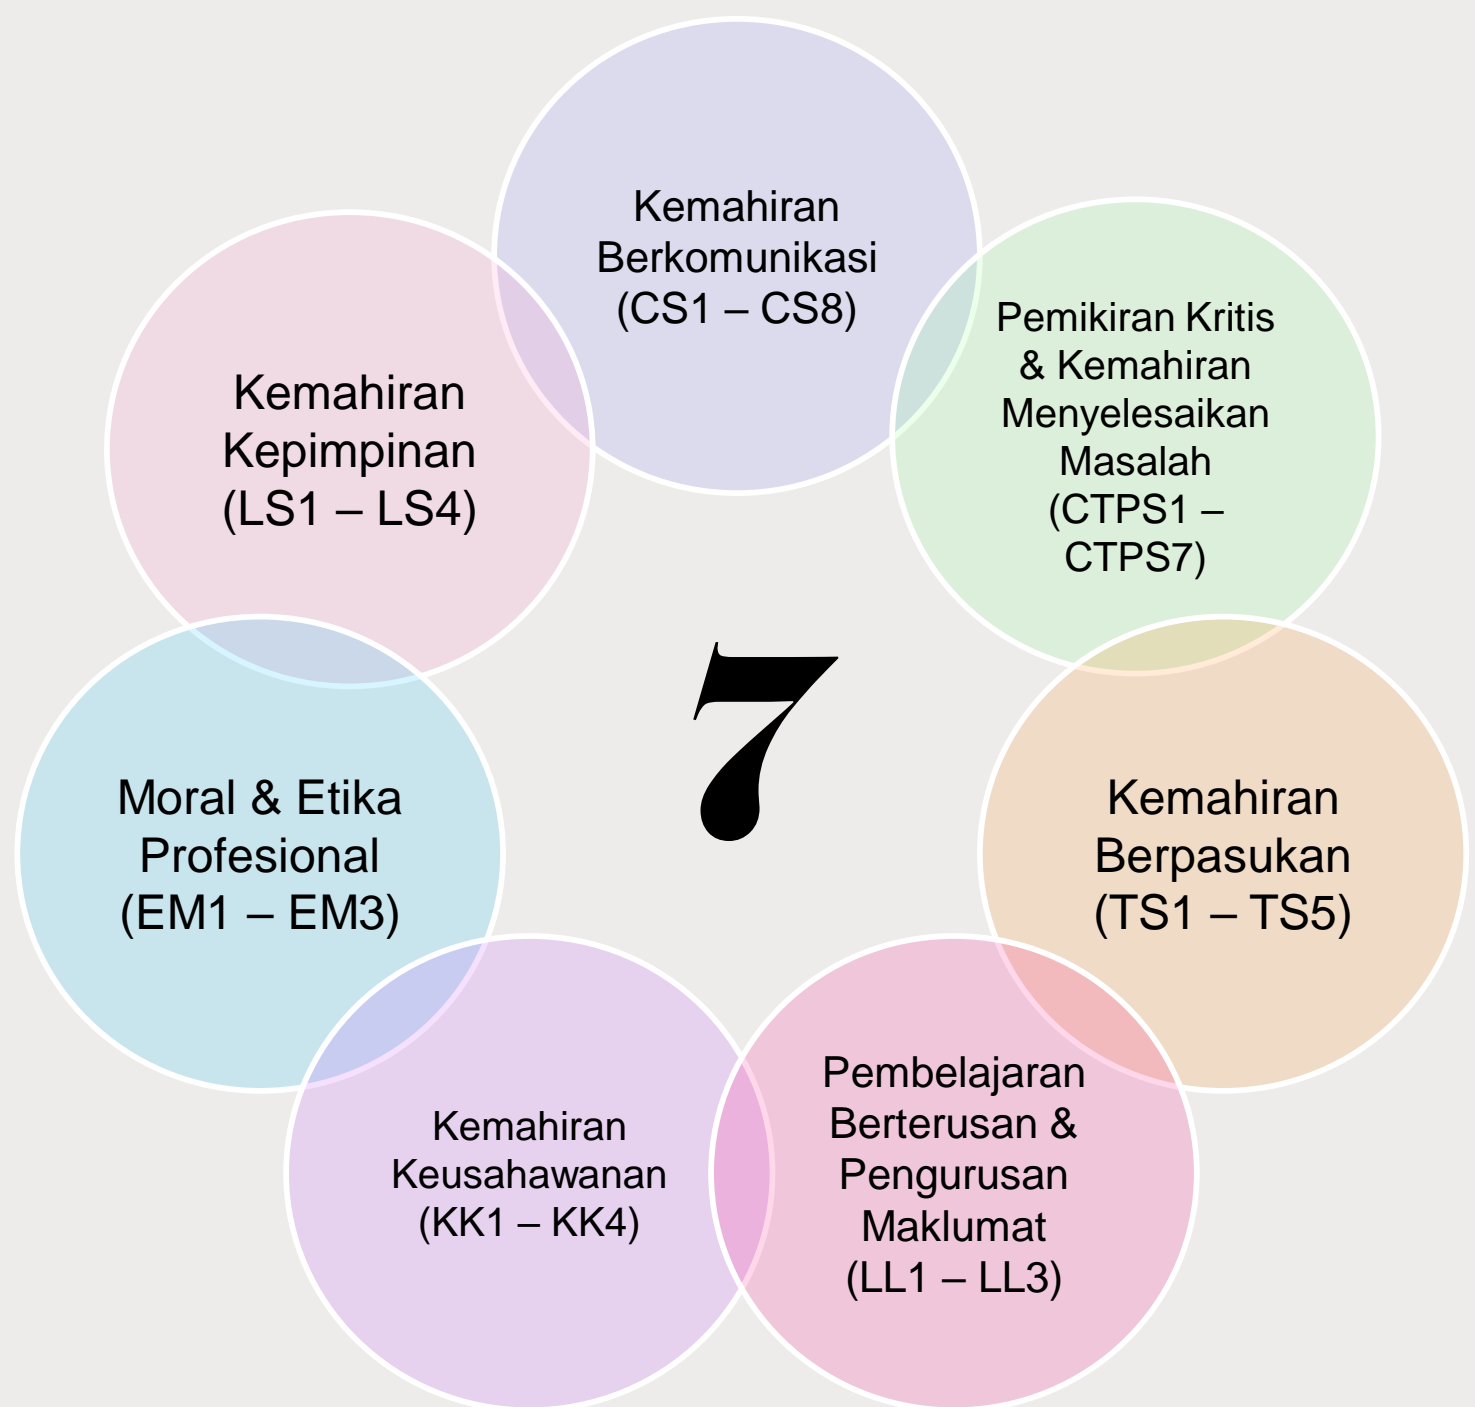 Kemahiran
Berkomunikasi
(CS1 – CS8)
Pemikiran Kritis
& Kemahiran
Menyelesaikan
Masalah
(CTPS1 –
CTPS7)
Kemahiran
Berpasukan
(TS1 – TS5)
Pembelajaran
Berterusan &
Pengurusan
Maklumat
(LL1 – LL3)
Kemahiran
Keusahawanan
(KK1 – KK4)
Moral & Etika
Profesional
(EM1 – EM3)
Kemahiran
Kepimpinan
(LS1 – LS4)
7